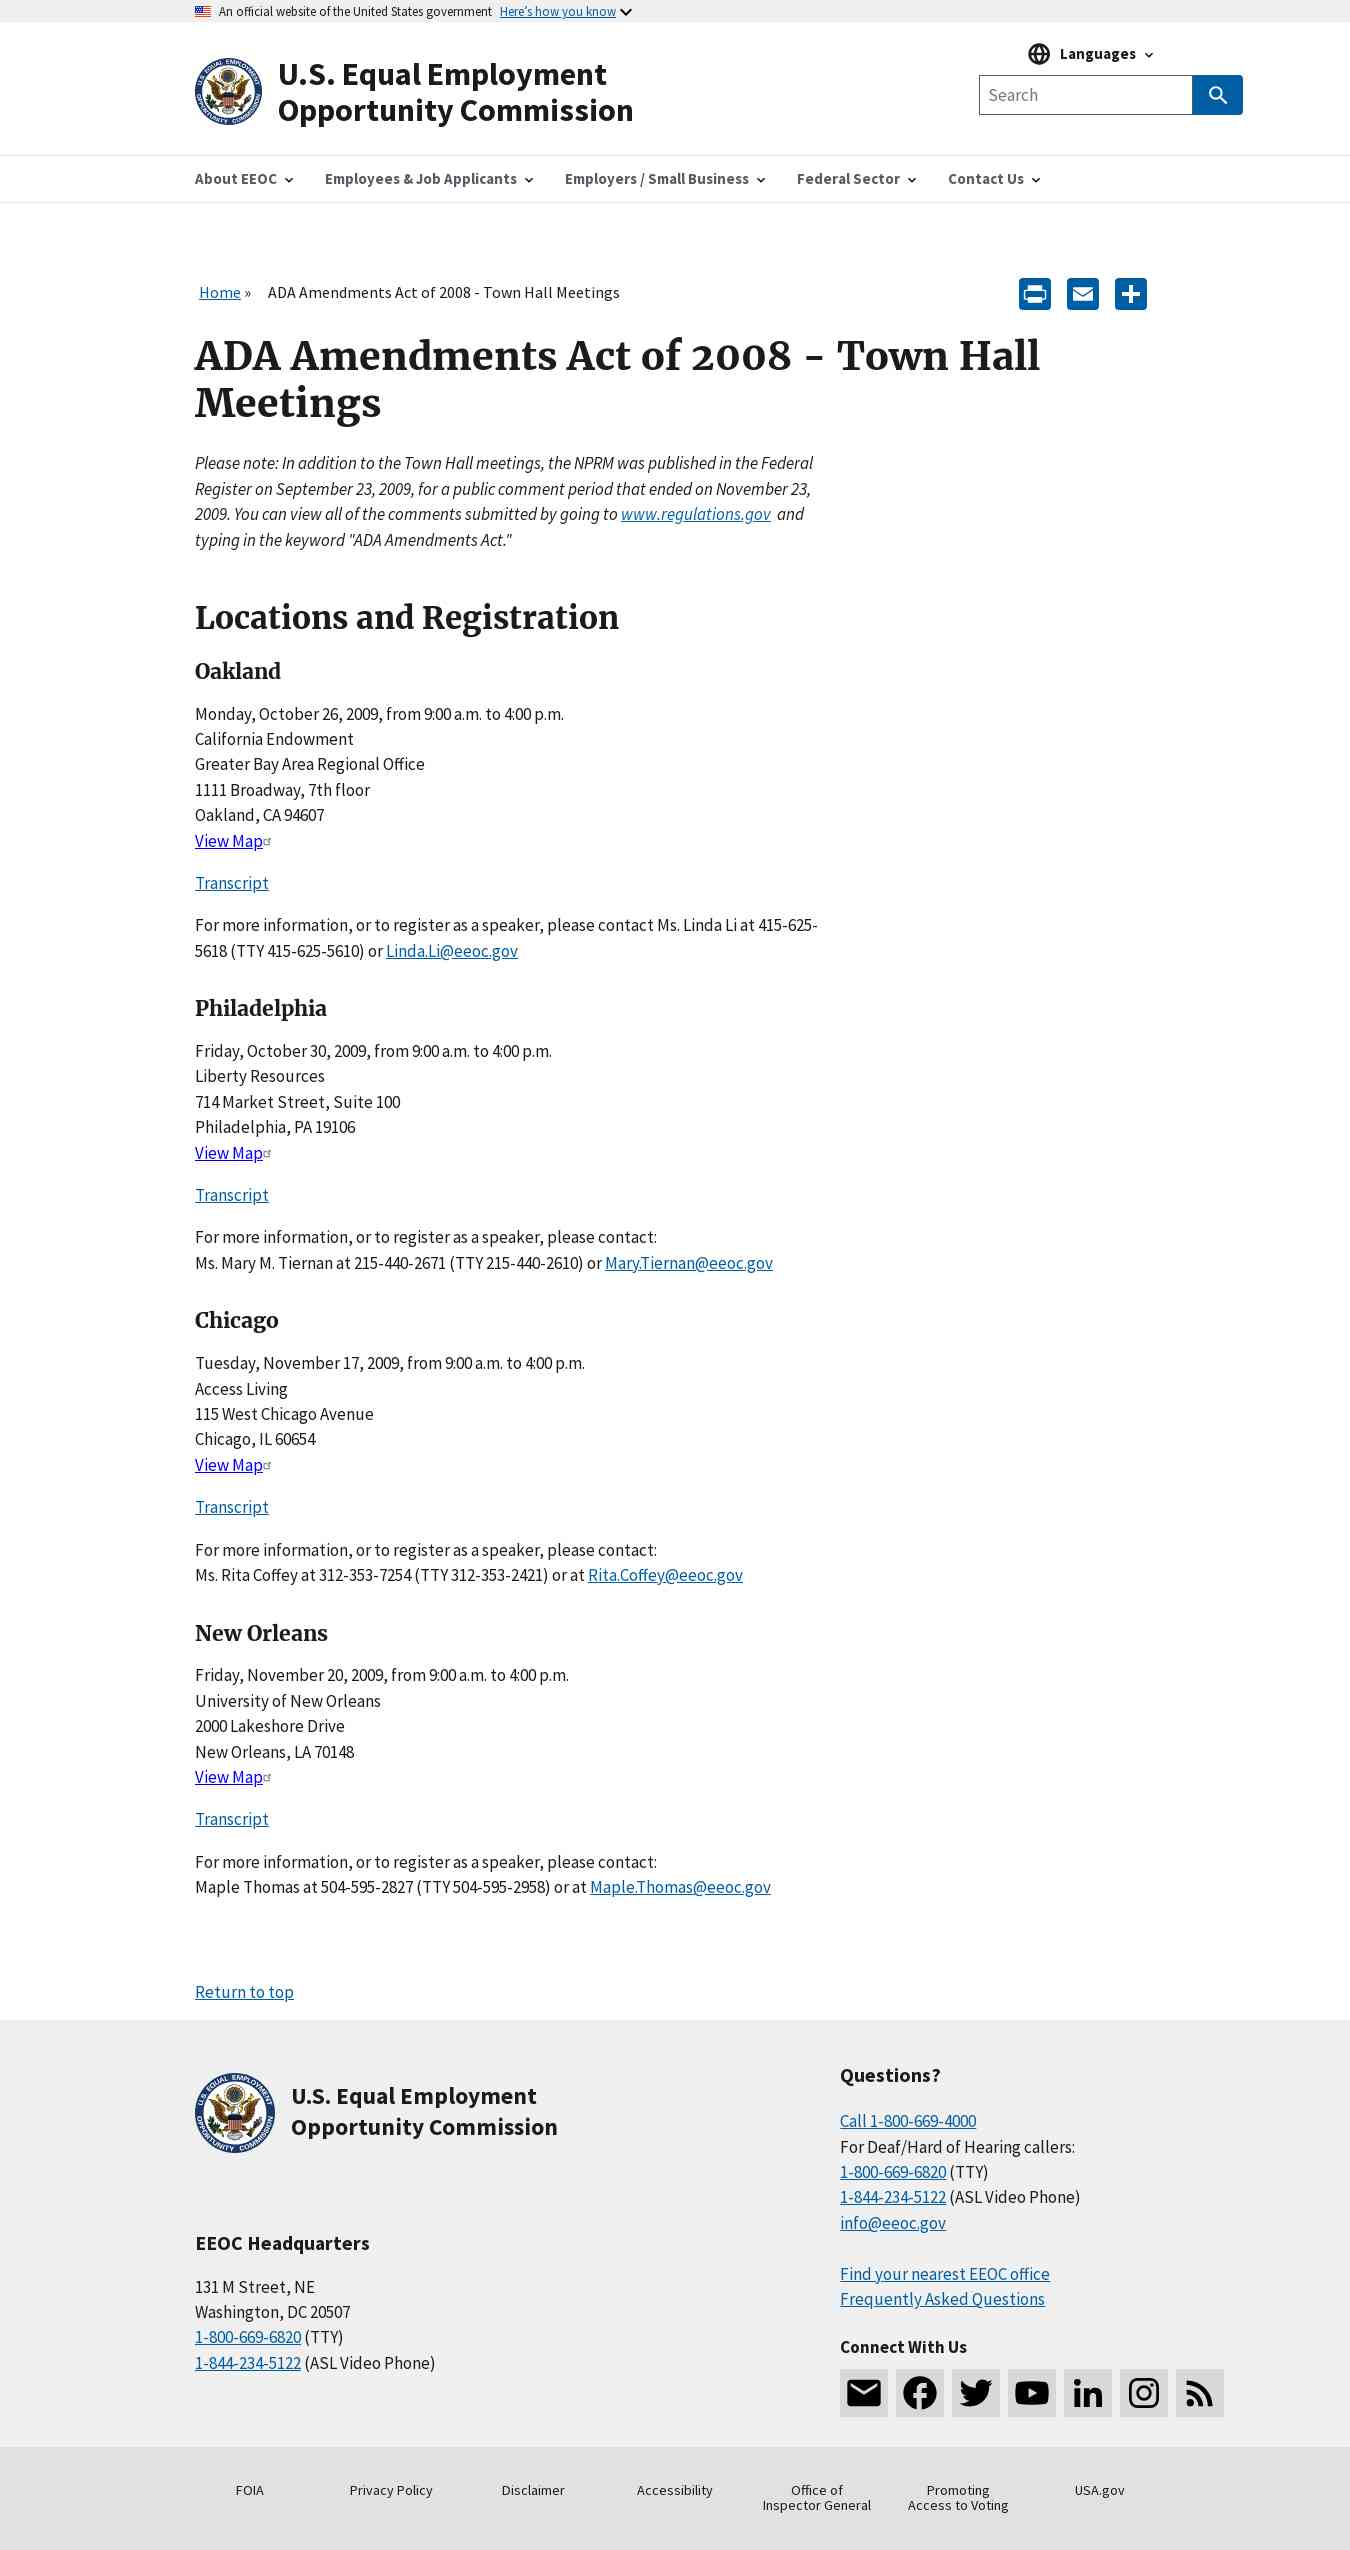 An official website of the United States government Here's how you know
U.S. Equal Employment
Opportunity Commission
Languages
Search
About EEOC
Employees & Job Applicants
Employers / Small Business
Federal Sector
Contact Us
Home » ADA Amendments Act of 2008 - Town Hall Meetings
ADA Amendments Act of 2008 - Town Hall
Meetings
Please note: In addition to the Town Hall meetings, the NPRM was published in the Federal
Register on September 23, 2009, for a public comment period that ended on November 23,
2009. You can view all of the comments submitted by going to www.regulations.gov and
typing in the keyword "ADA Amendments Act."
Locations and Registration
Oakland
Monday, October 26, 2009, from 9:00 a.m. to 4:00 p.m.
California Endowment
Greater Bay Area Regional Office
1111 Broadway, 7th floor
Oakland, CA 94607
View Map
Transcript
For more information, or to register as a speaker, please contact Ms. Linda Li at 415-625-
5618 (TTY 415-625-5610) or Linda.Li@eeoc.gov
Philadelphia
Friday, October 30, 2009, from 9:00 a.m. to 4:00 p.m.
Liberty Resources
714 Market Street, Suite 100
Philadelphia, PA 19106
View Map
Transcript
For more information, or to register as a speaker, please contact:
Ms. Mary M. Tiernan at 215-440-2671 (TTY 215-440-2610) or Mary.Tiernan@eeoc.gov
Chicago
Tuesday, November 17, 2009, from 9:00 a.m. to 4:00 p.m.
Access Living
115 West Chicago Avenue
Chicago, IL 60654
View Map
Transcript
For more information, or to register as a speaker, please contact:
Ms. Rita Coffey at 312-353-7254 (TTY 312-353-2421) or at Rita.Coffey@eeoc.gov
New Orleans
Friday, November 20, 2009, from 9:00 a.m. to 4:00 p.m.
University of New Orleans
2000 Lakeshore Drive
New Orleans, LA 70148
View Map
Transcript
For more information, or to register as a speaker, please contact:
Maple Thomas at 504-595-2827 (TTY 504-595-2958) or at Maple.Thomas@eeoc.gov
Return to top
U.S. Equal Employment
Opportunity Commission
EEOC Headquarters
131 M Street, NE
Washington, DC 20507
1-800-669-6820 (TTY)
1-844-234-5122 (ASL Video Phone)
Questions?
Call 1-800-669-4000
For Deaf/Hard of Hearing callers:
1-800-669-6820 (TTY)
1-844-234-5122 (ASL Video Phone)
info@eeoc.gov
Find your nearest EEOC office
Frequently Asked Questions
Connect With Us
FOIA
Privacy Policy
Disclaimer
Accessibility
Office of
Inspector General
Promoting
Access to Voting
USA.gov